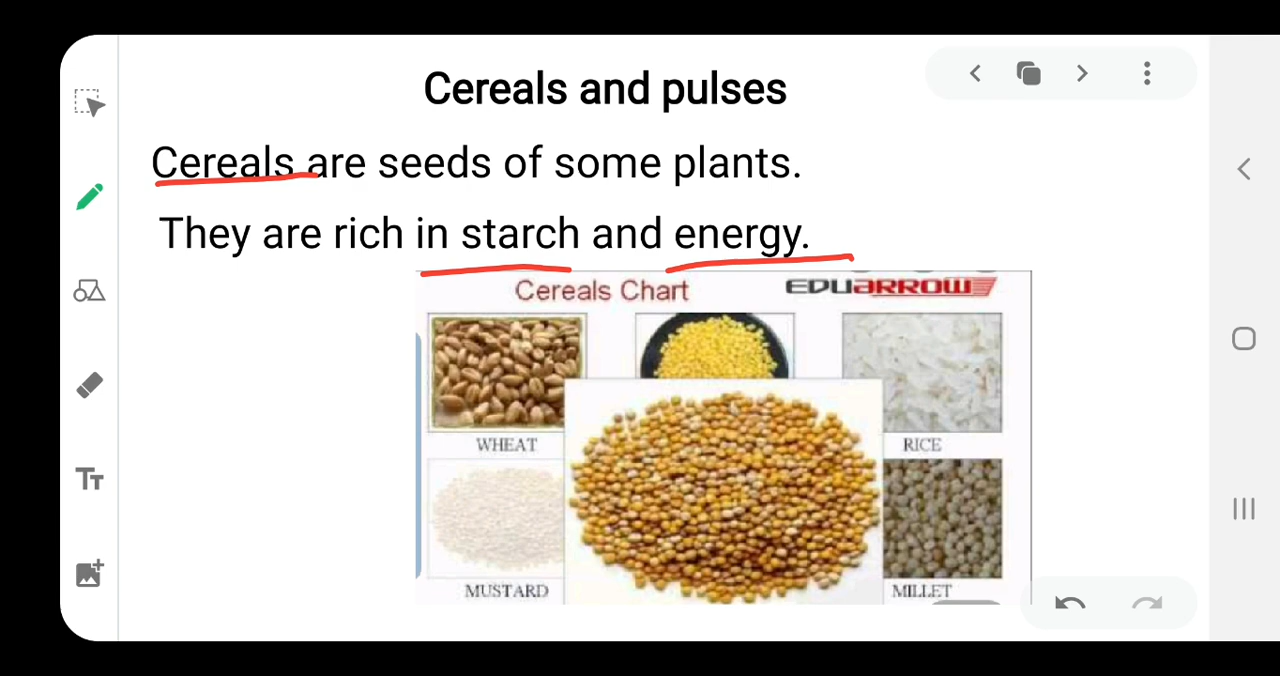 Cereals and pulses
Cereals are seeds of some plants.
They are rich in starch and energy.
Cereals Chart EDUARROW
WHEAT RICE
MUSTARD MILLET
TT